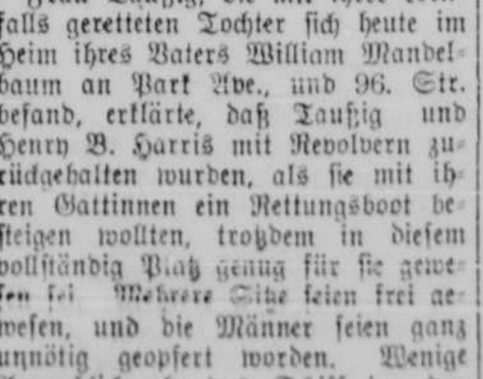 falls geretteten Tochter sich heute im
Heim ihres Vaters William Mandel-
baum an Park Ave., und 96. Str.
befand, erklärte, daß Taußig und
Henry B. Harris mit Revolvern zu-
rückgehalten wurden, als sie mit ih-
ren Gattinnen ein Rettungsboot be-
steigen wollten, trotzdem in diesem
vollständig Platz genug für sie gewe-
sen sei. Mehrere Sitze seien frei ge-
wesen, und die Männer seien ganz
unnötig geopfert worden. Wenige